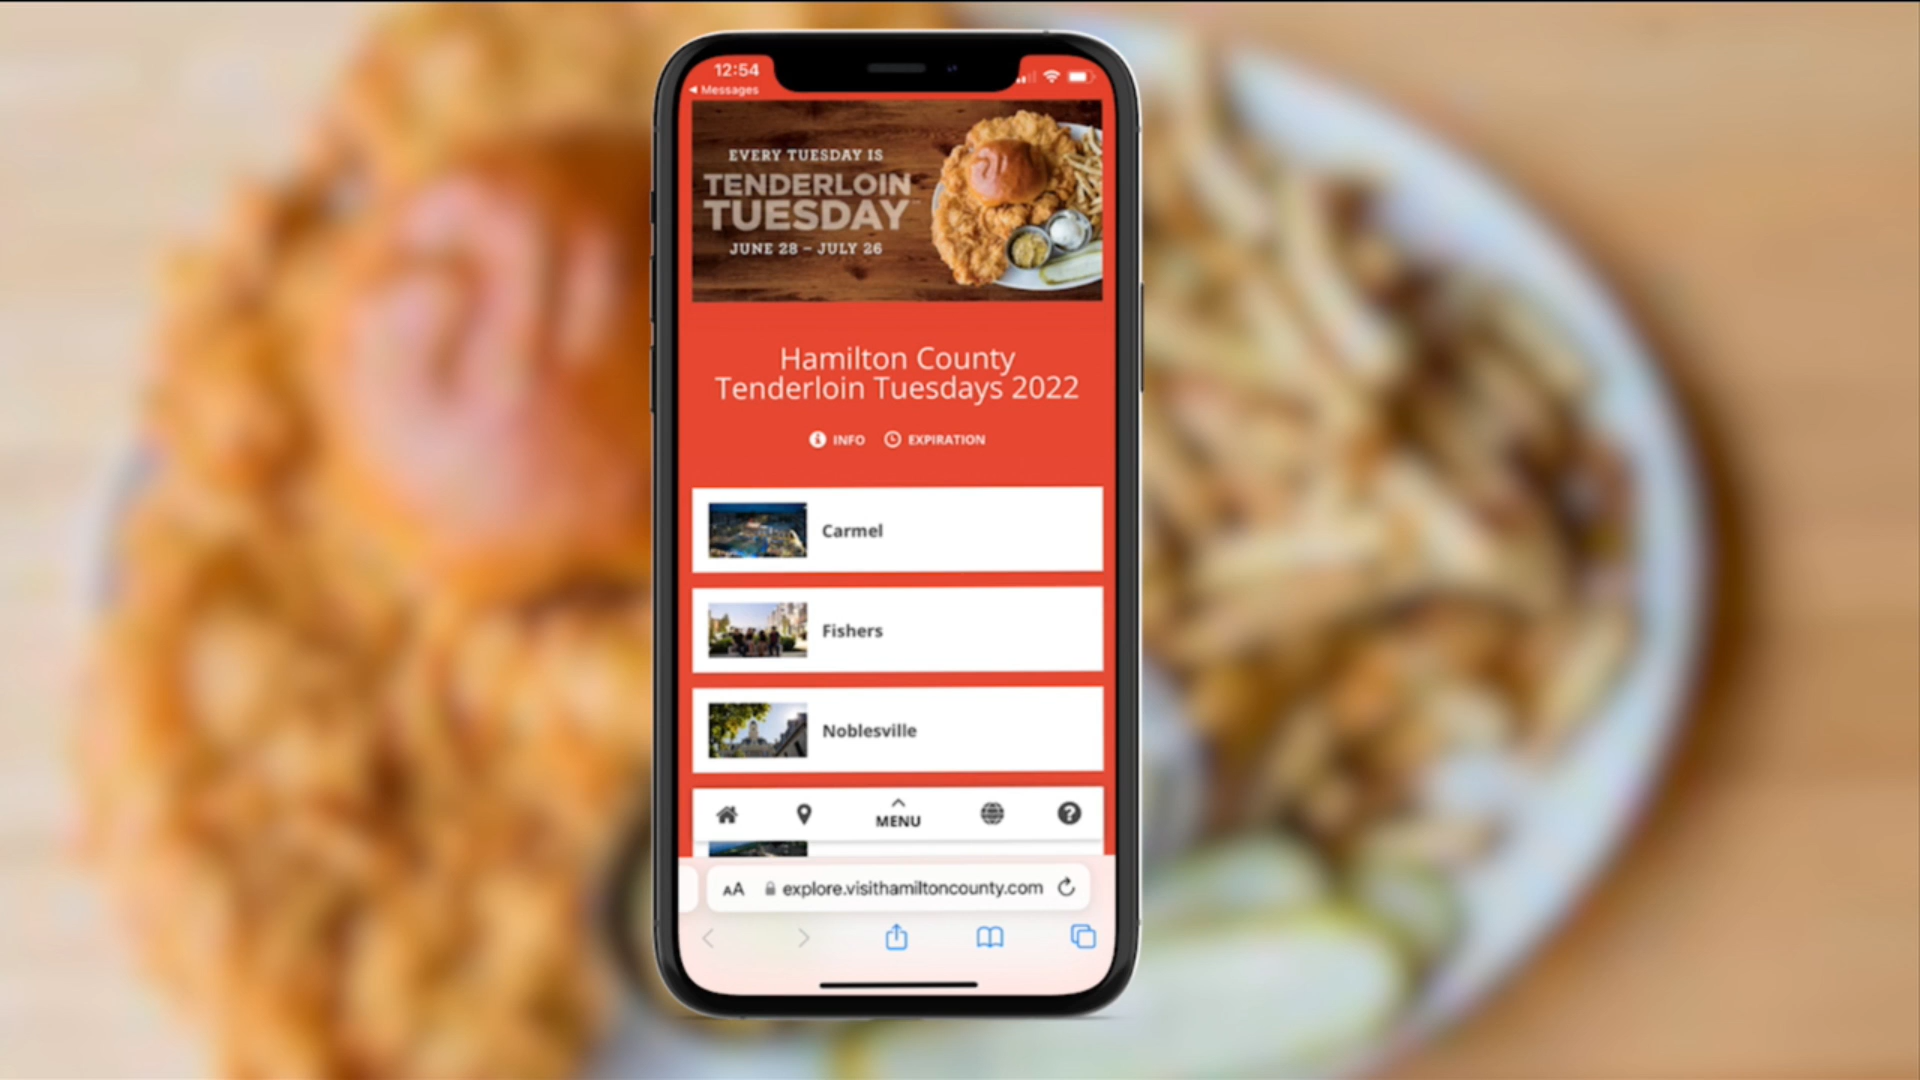 12:54
Messages
EVERY TUESDAY IS
TENDERLOIN
TUESDAY
JUNE 28 – JULY 26
Hamilton County
Tenderloin Tuesdays 2022
INFO EXPIRATION
Carmel
Fishers
Noblesville
MENU
AA explore.visithamiltoncounty.com